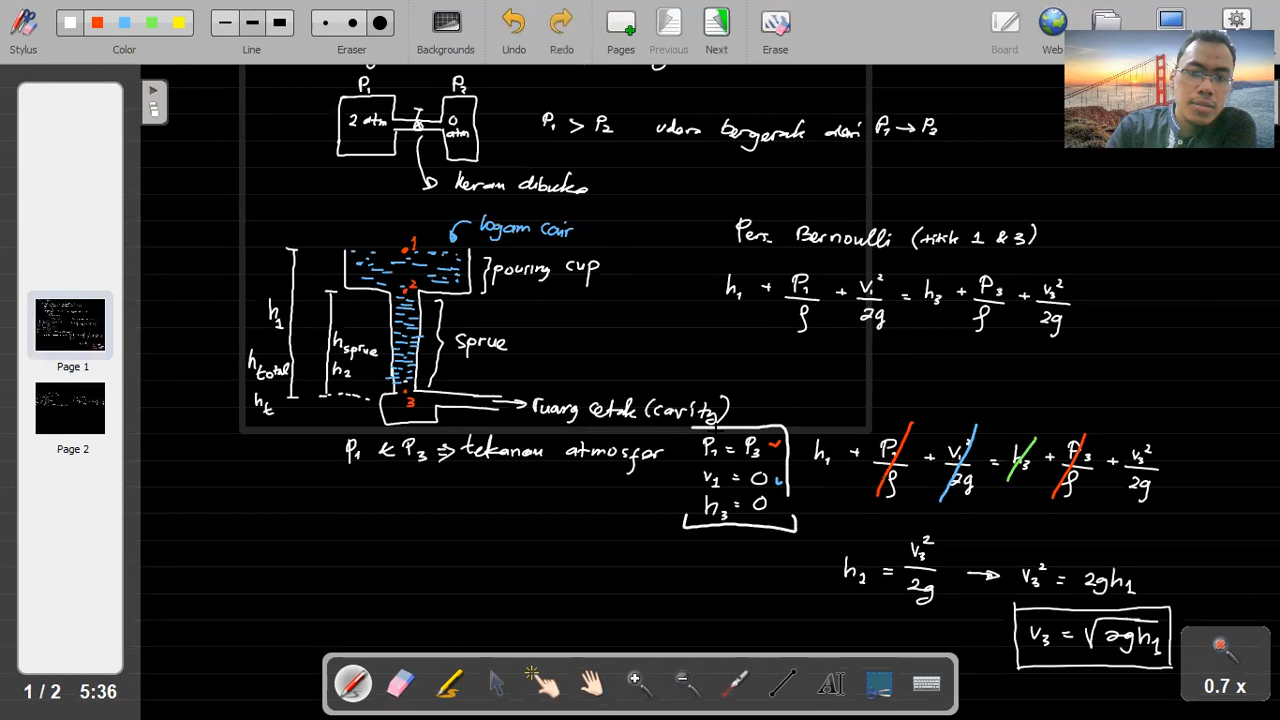 Stylus
Color
Line
Eraser
Backgrounds
Undo
Redo
Pages
Previous
Next
Erase
Board
Web
P1 P2
2 atm
0 atm
P1 > P2 udara bergerak dari P1 → P2
keran dibuka
logam cair
1
pouring cup
2
h1
hsprue
h2
Sprue
htotal
ht
3
ruang cetak (cavity)
Pers. Bernoulli (titik 1 & 3)
h1 + P1/ρ + v1²/2g = h3 + P3/ρ + v3²/2g
P1 & P3 ⇒ tekanan atmosfer
P1 = P3
v1 = 0
h3 = 0
h1 + P1/ρ + v1²/2g = h3 + P3/ρ + v3²/2g
h1 = v3²/2g → v3² = 2gh1
v3 = √2gh1
Page 1
Page 2
1 / 2 5:36
AI
0.7 x